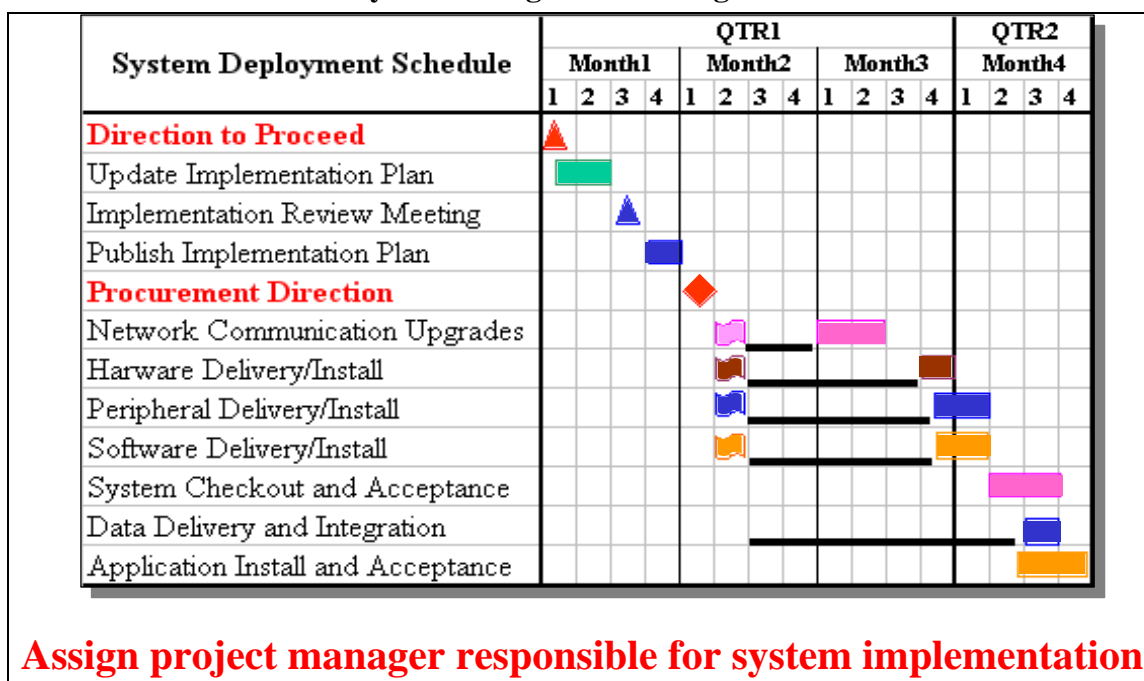 QTR1 QTR2
System Deployment Schedule Month1 Month2 Month3 Month4
1 2 3 4 1 2 3 4 1 2 3 4 1 2 3 4
Direction to Proceed
Update Implementation Plan
Implementation Review Meeting
Publish Implementation Plan
Procurement Direction
Network Communication Upgrades
Harware Delivery/Install
Peripheral Delivery/Install
Software Delivery/Install
System Checkout and Acceptance
Data Delivery and Integration
Application Install and Acceptance
Assign project manager responsible for system implementation